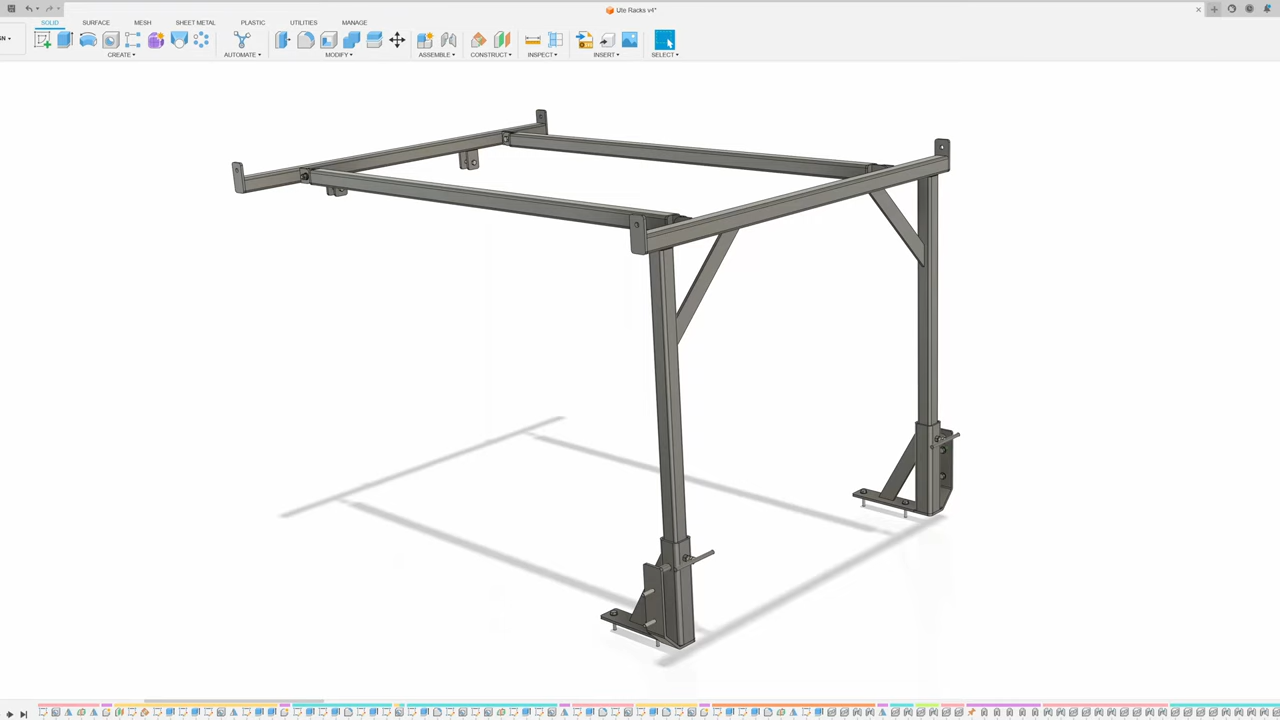 Ute Racks v4*
SOLID SURFACE MESH SHEET METAL PLASTIC UTILITIES MANAGE
CREATE AUTOMATE MODIFY ASSEMBLE CONSTRUCT INSPECT INSERT SELECT